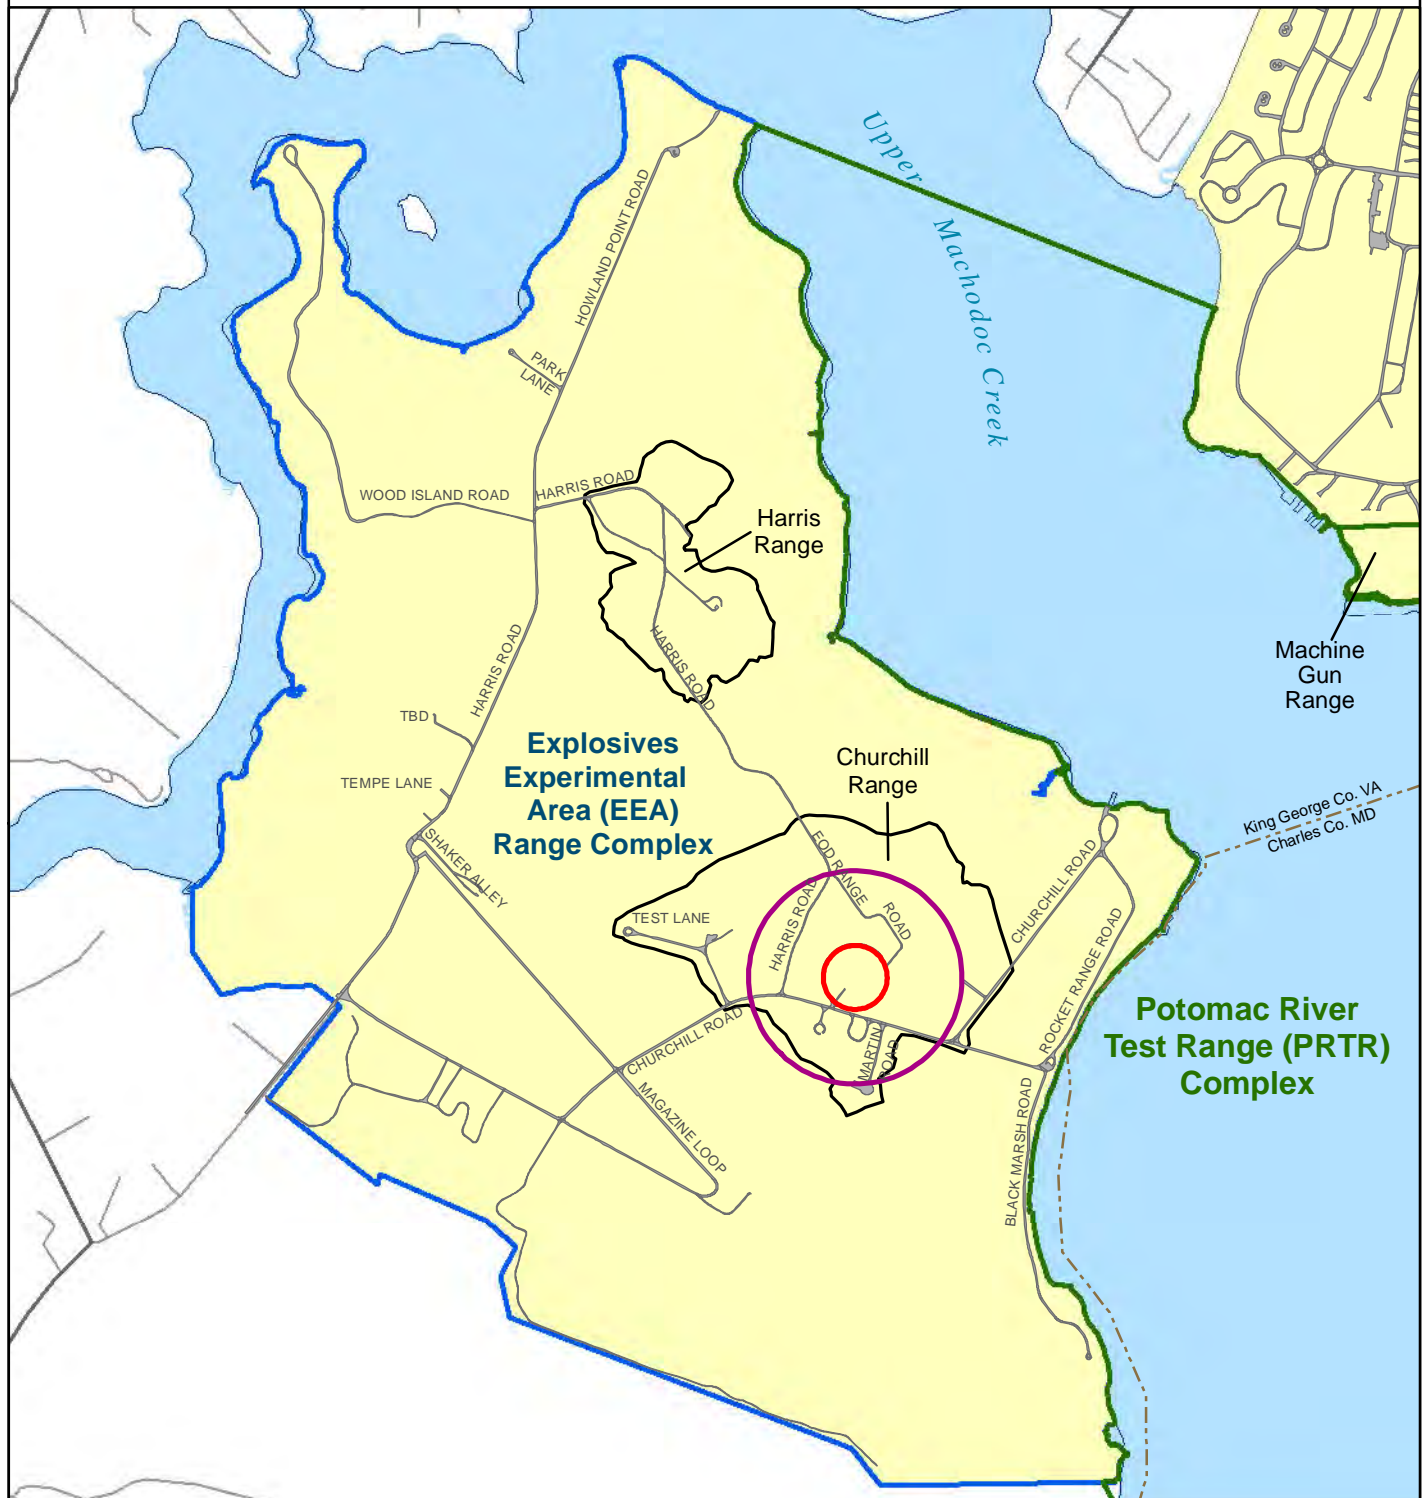 Upper
Machodoc Creek
HOWLAND POINT ROAD
PARK
LANE
WOOD ISLAND ROAD
HARRIS ROAD
Harris
Range
HARRIS ROAD
HARRIS ROAD
Machine
Gun
Range
TBD
TEMPE LANE
SHAKER ALLEY
Explosives
Experimental
Area (EEA)
Range Complex
Churchill
Range
King George Co. VA
Charles Co. MD
EOD RANGE
ROAD
HARRIS ROAD
TEST LANE
CHURCHILL ROAD
ROCKET RANGE ROAD
Potomac River
Test Range (PRTR)
Complex
CHURCHILL ROAD
MARTIN
ROAD
MAGAZINE LOOP
BLACK MARSH ROAD